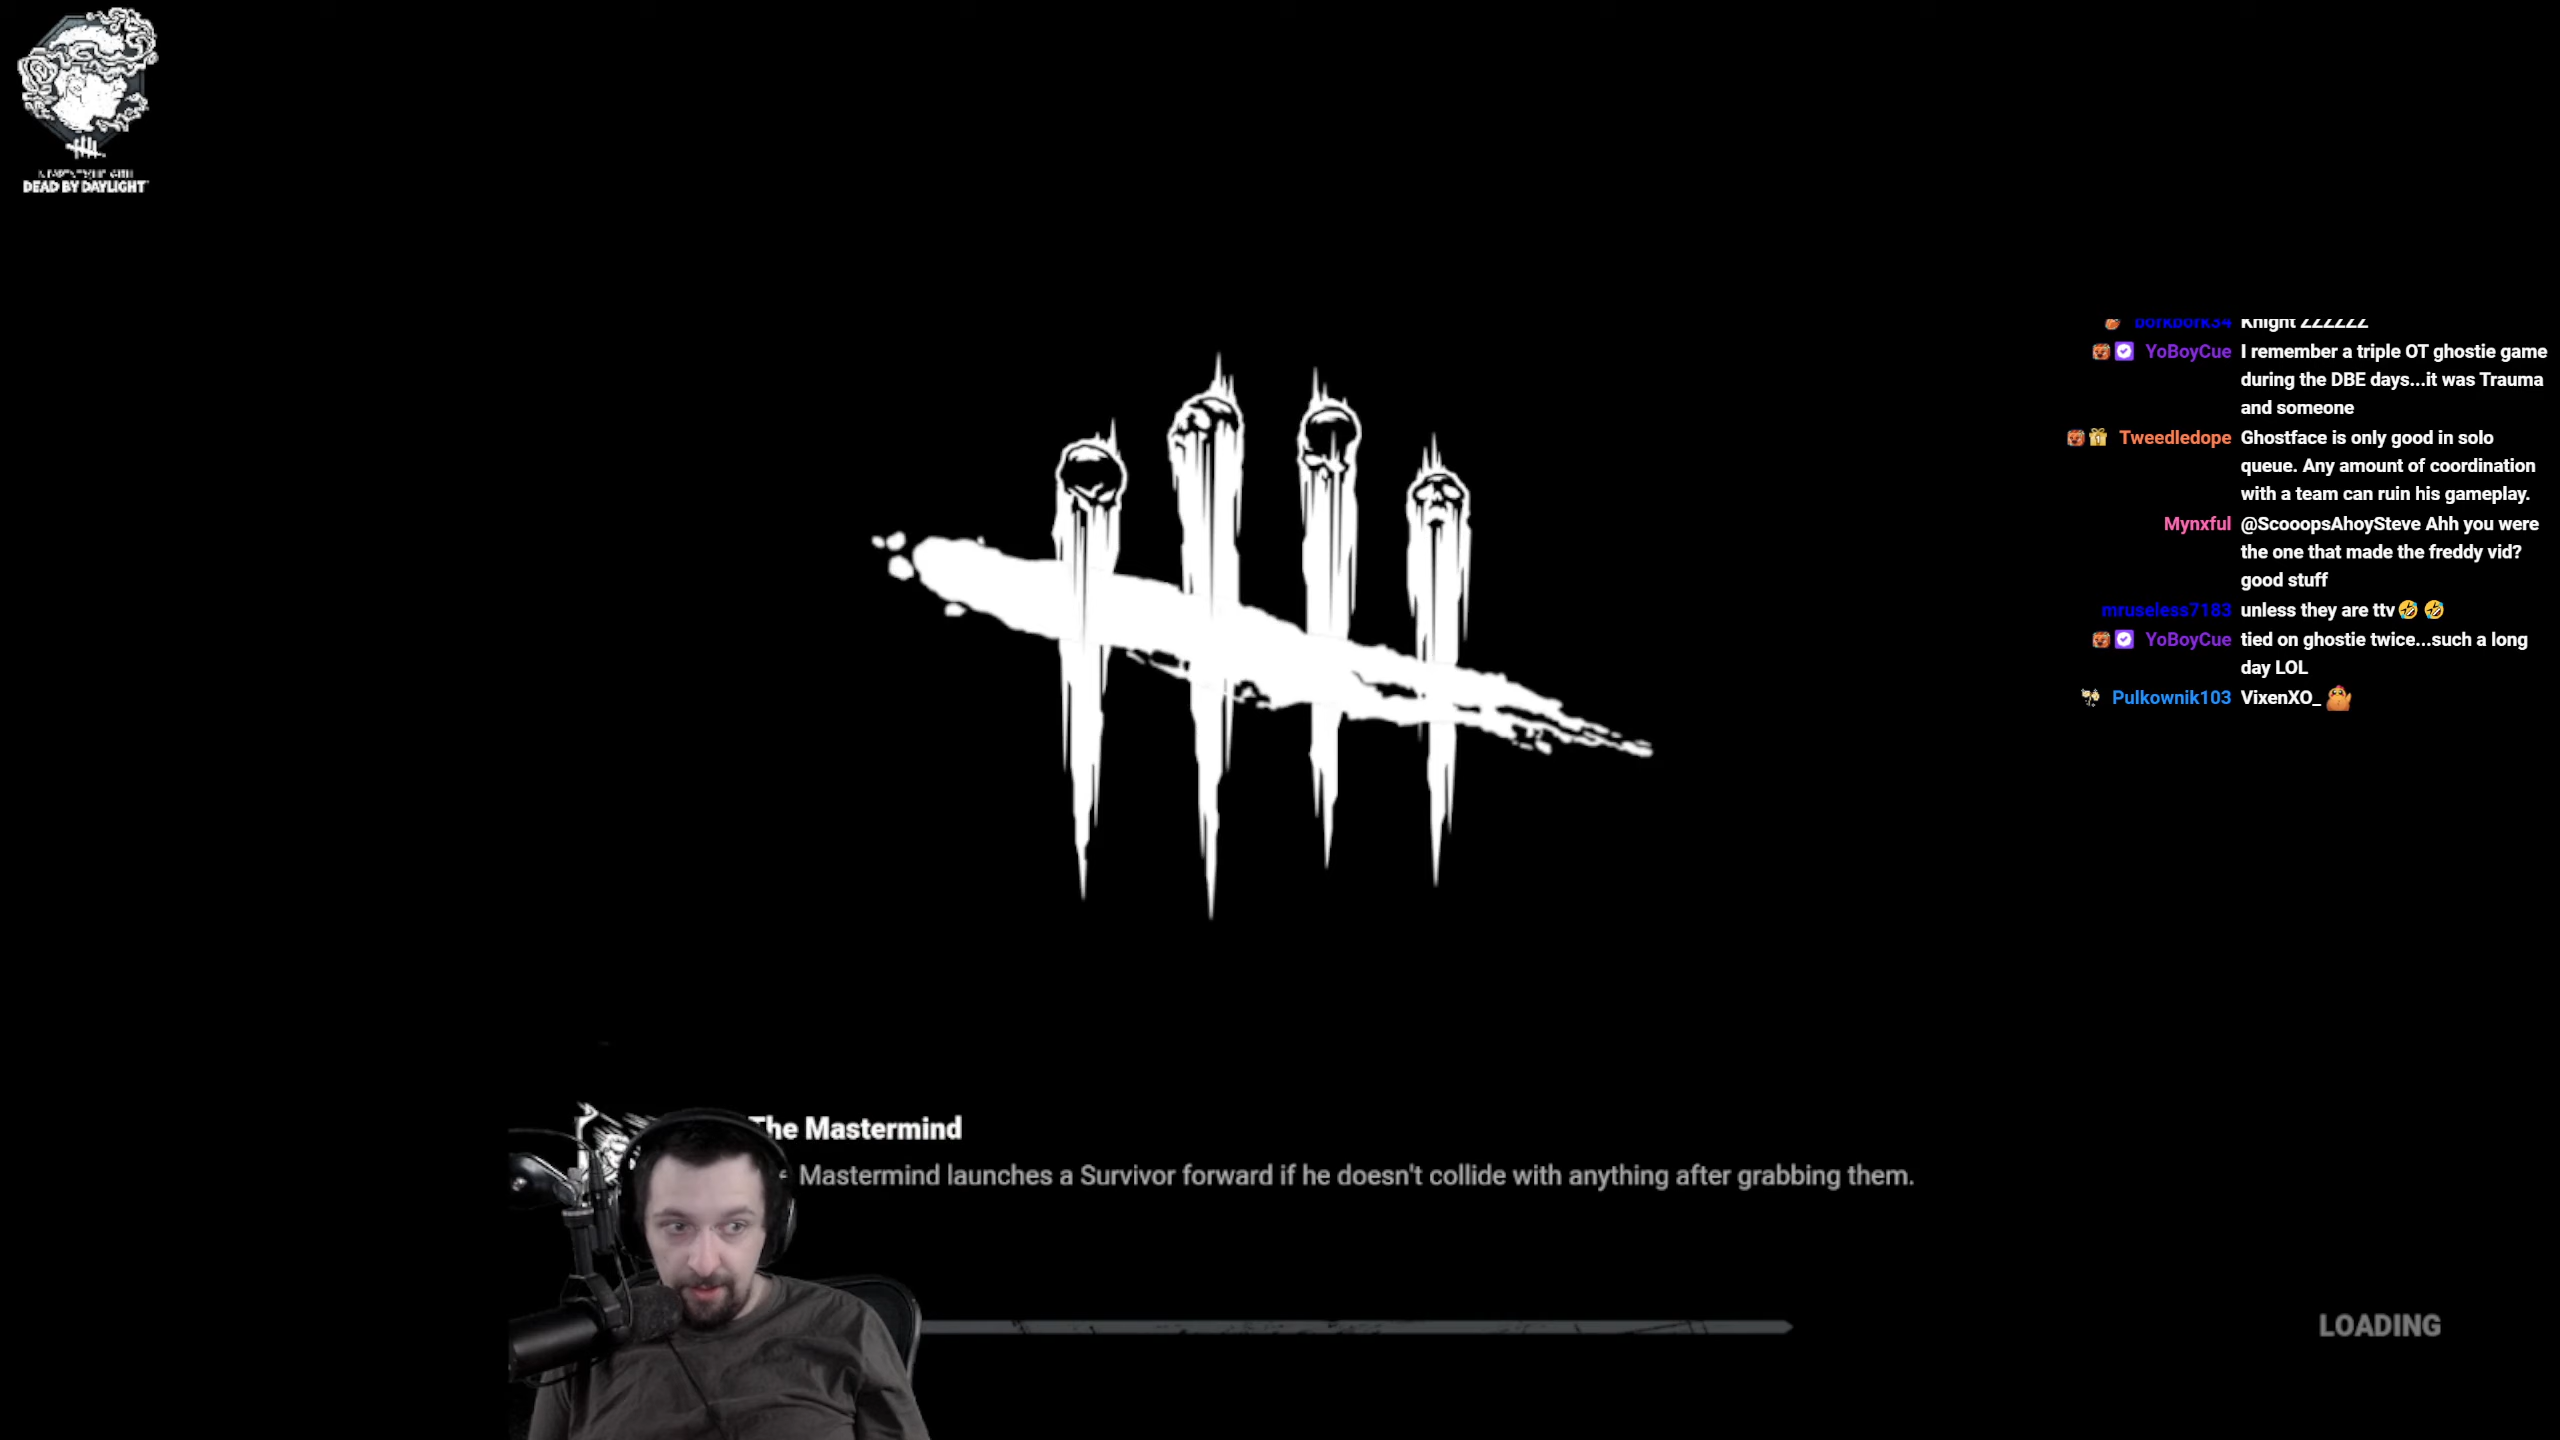 DEAD BY DAYLIGHT
borkbork34 Knight ZZZZZZ
YoBoyCue I remember a triple OT ghostie game
during the DBE days...it was Trauma
and someone
Tweedledope Ghostface is only good in solo
queue. Any amount of coordination
with a team can ruin his gameplay.
Mynxful @ScooopsAhoySteve Ahh you were
the one that made the freddy vid?
good stuff
mruseless7183 unless they are ttv🤣 🤣
YoBoyCue tied on ghostie twice...such a long
day LOL
Pulkownik103 VixenXO_
The Mastermind
Mastermind launches a Survivor forward if he doesn't collide with anything after grabbing them.
LOADING